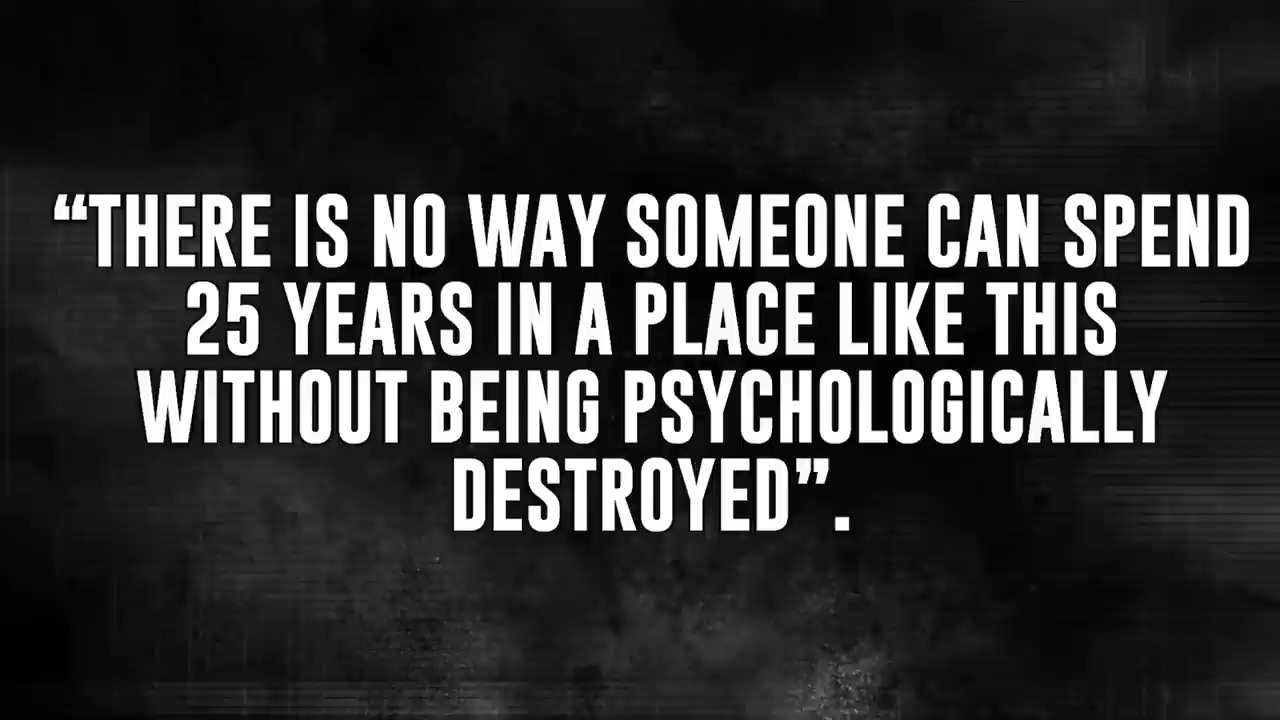 “THERE IS NO WAY SOMEONE CAN SPEND
25 YEARS IN A PLACE LIKE THIS
WITHOUT BEING PSYCHOLOGICALLY
DESTROYED” .